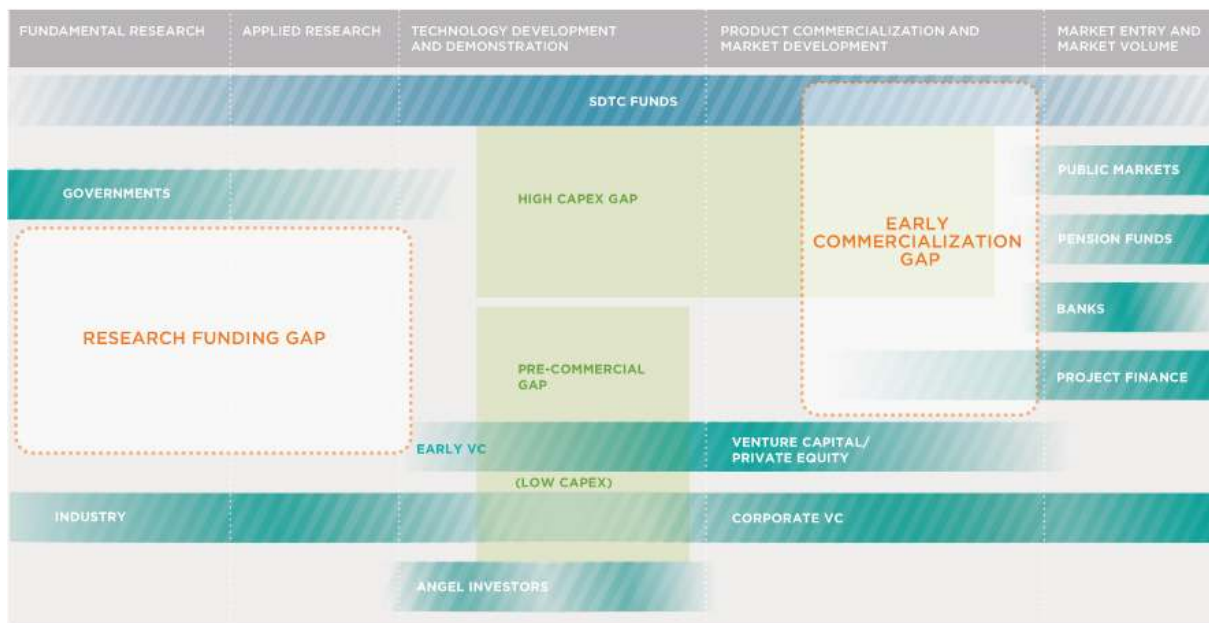 FUNDAMENTAL RESEARCH
APPLIED RESEARCH
TECHNOLOGY DEVELOPMENT
AND DEMONSTRATION
PRODUCT COMMERCIALIZATION AND
MARKET DEVELOPMENT
MARKET ENTRY AND
MARKET VOLUME
SDTC FUNDS
PUBLIC MARKETS
GOVERNMENTS
HIGH CAPEX GAP
EARLY
COMMERCIALIZATION
GAP
PENSION FUNDS
RESEARCH FUNDING GAP
BANKS
PRE-COMMERCIAL
GAP
PROJECT FINANCE
EARLY VC
VENTURE CAPITAL/
PRIVATE EQUITY
(LOW CAPEX)
INDUSTRY
CORPORATE VC
ANGEL INVESTORS